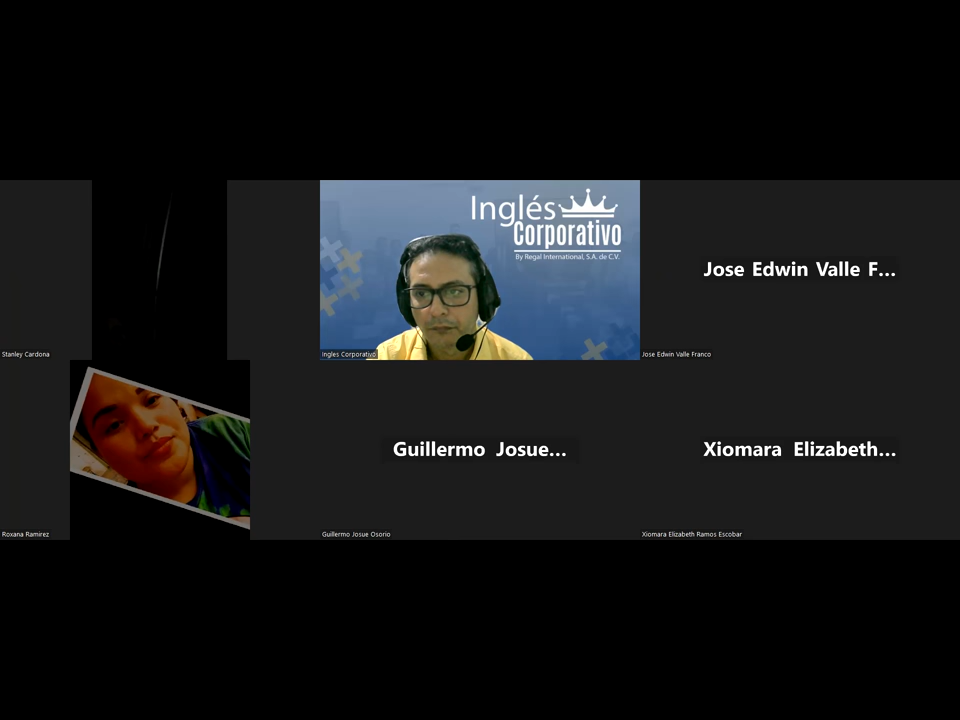 Inglés
Corporativo
By Regal International, S.A. de C.V.
Jose Edwin Valle F...
Stanley Cardona
Ingles Corporativo
Jose Edwin Valle Franco
Guillermo Josue...
Xiomara Elizabeth...
Roxana Ramirez
Guillermo Josue Osorio
Xiomara Elizabeth Ramos Escobar